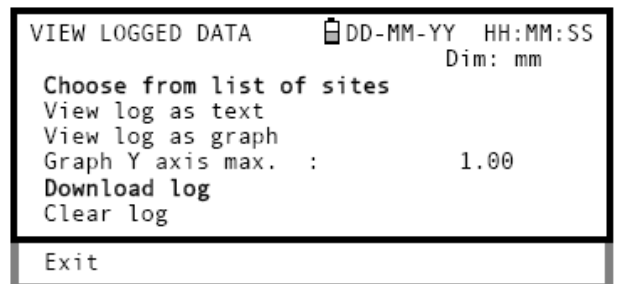 VIEW LOGGED DATA DD-MM-YY HH:MM:SS
Dim: mm
Choose from list of sites
View log as text
View log as graph
Graph Y axis max. : 1.00
Download log
Clear log
Exit